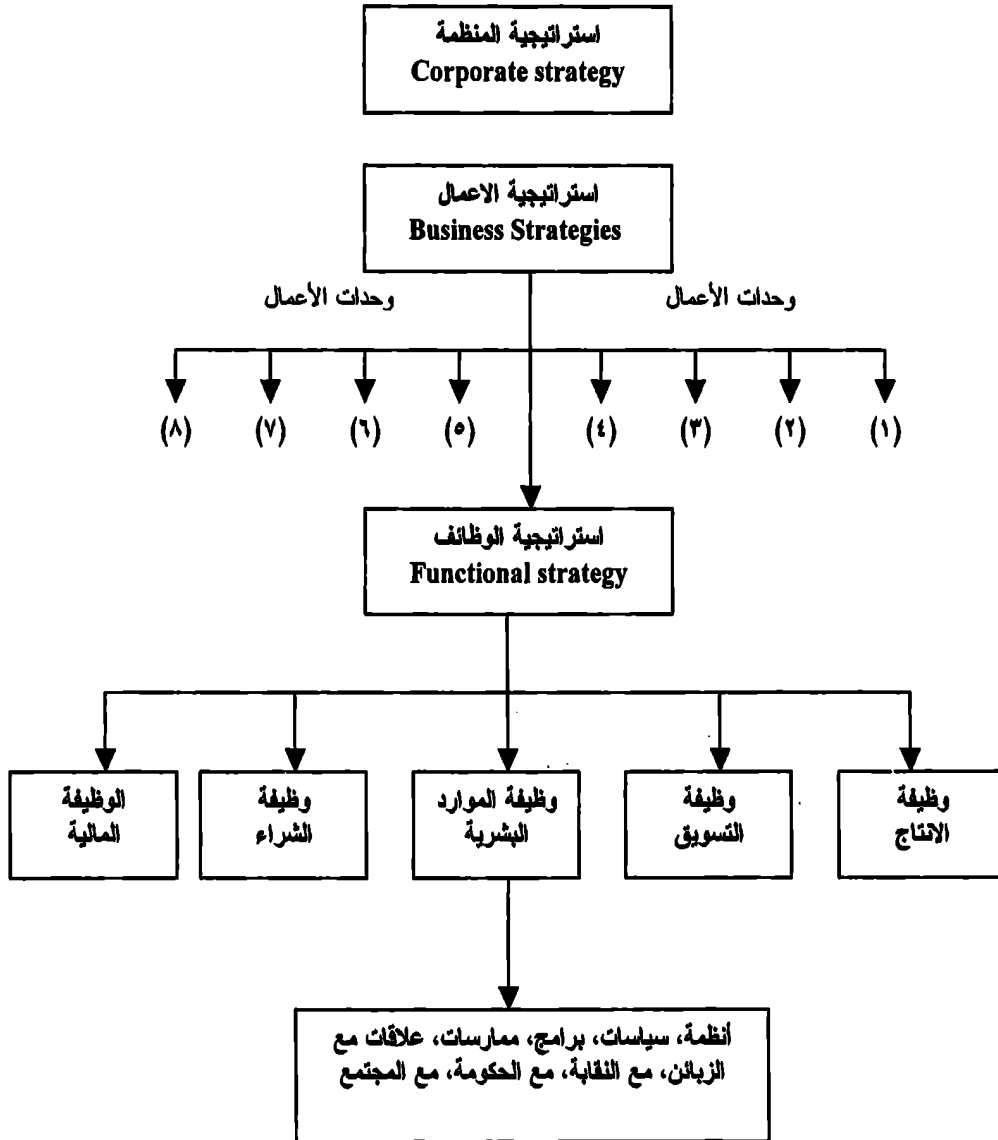 استراتيجية المنظمة
Corporate strategy
استراتيجية الاعمال
Business Strategies
وحدات الأعمال
وحدات الأعمال
(١)
(٢)
(٣)
(٤)
(٥)
(٦)
(٧)
(٨)
استراتيجية الوظائف
Functional strategy
وظيفة
الانتاج
وظيفة
التسويق
وظيفة الموارد
البشرية
وظيفة
الشراء
الوظيفة
المالية
أنظمة، سياسات، برامج، ممارسات، علاقات مع
الزبائن، مع النقابة، مع الحكومة، مع المجتمع